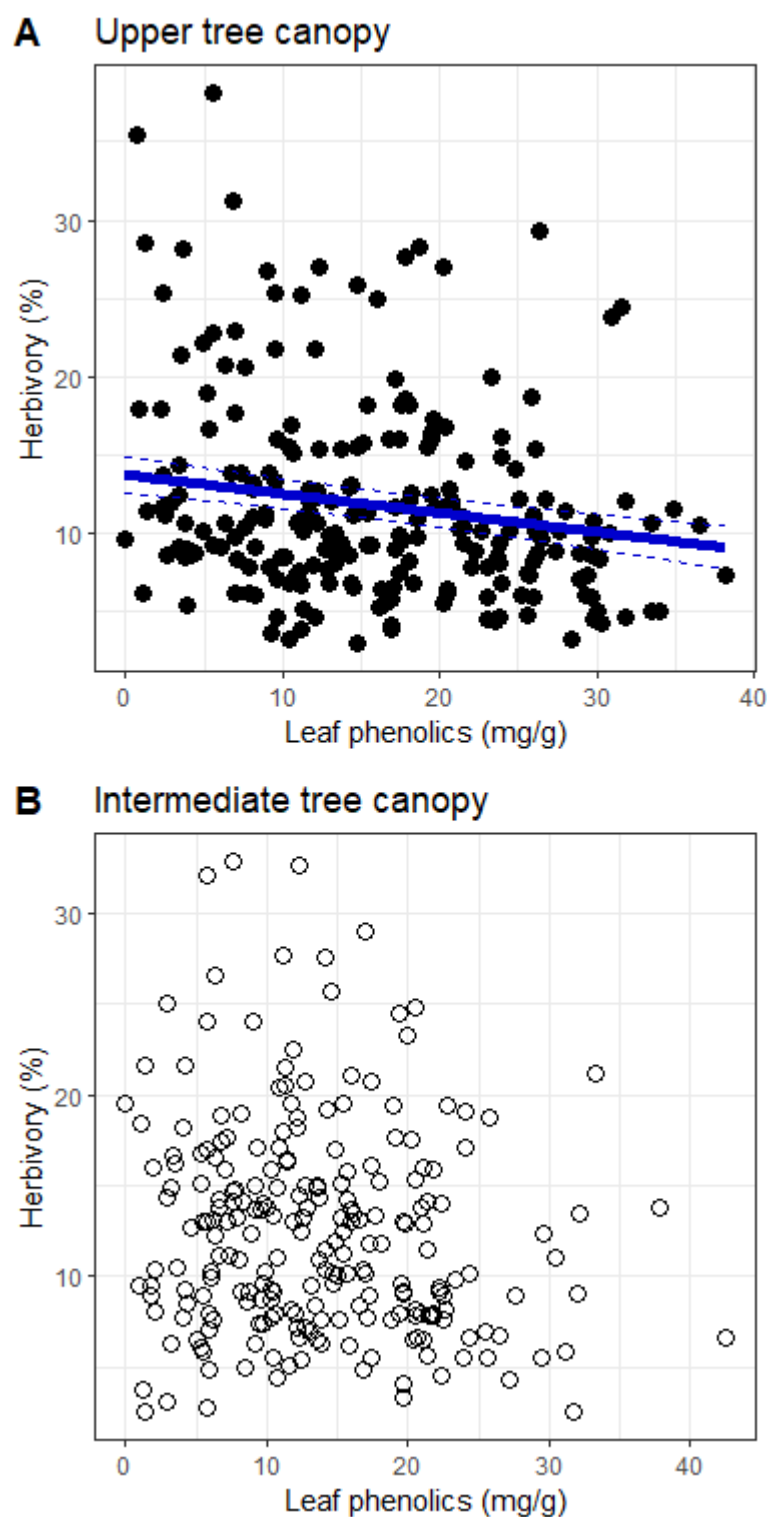 A Upper tree canopy
Herbivory (%)
30
20
10
0 10 20 30 40
Leaf phenolics (mg/g)
B Intermediate tree canopy
Herbivory (%)
30
20
10
0 10 20 30 40
Leaf phenolics (mg/g)